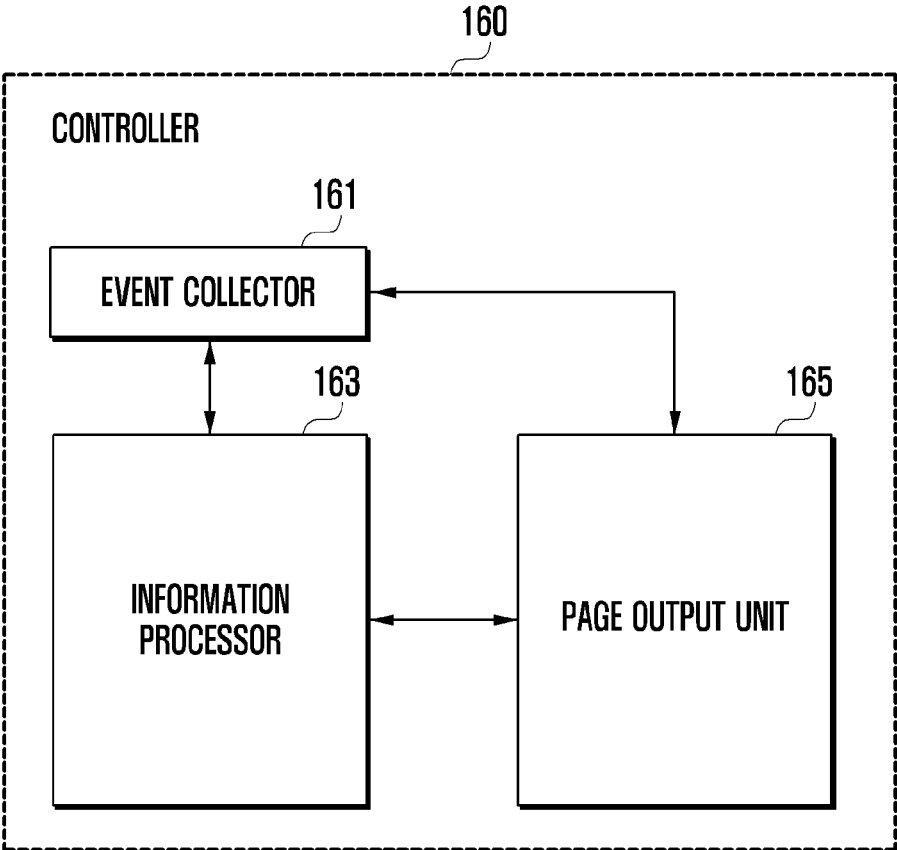 160
CONTROLLER
161
EVENT COLLECTOR
163
165
INFORMATION
PROCESSOR
PAGE OUTPUT UNIT